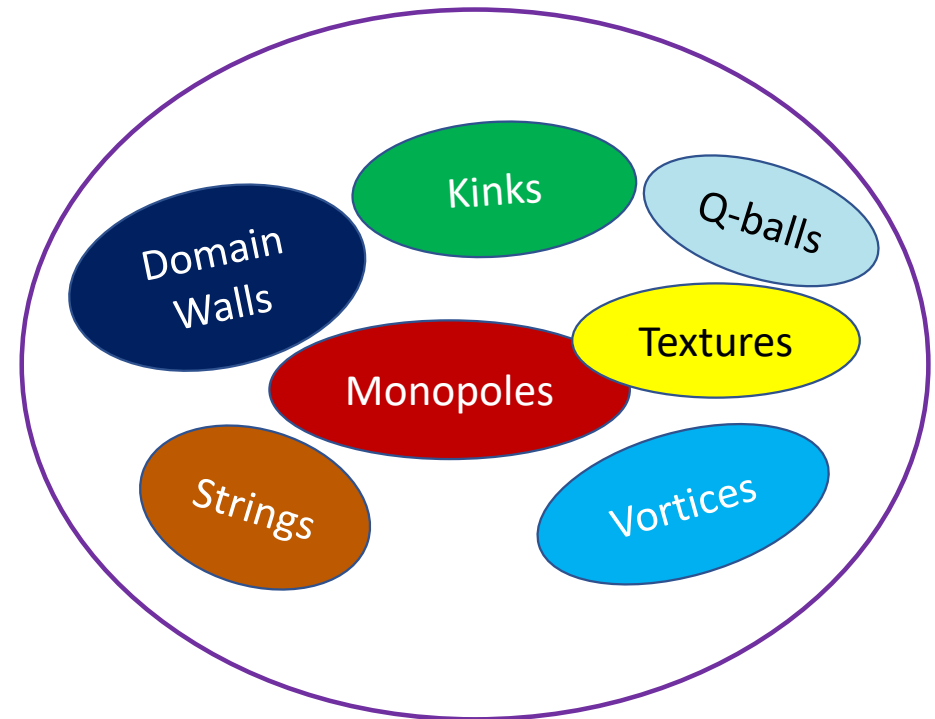 Kinks
Q-balls
Domain
Walls
Textures
Monopoles
Strings
Vortices